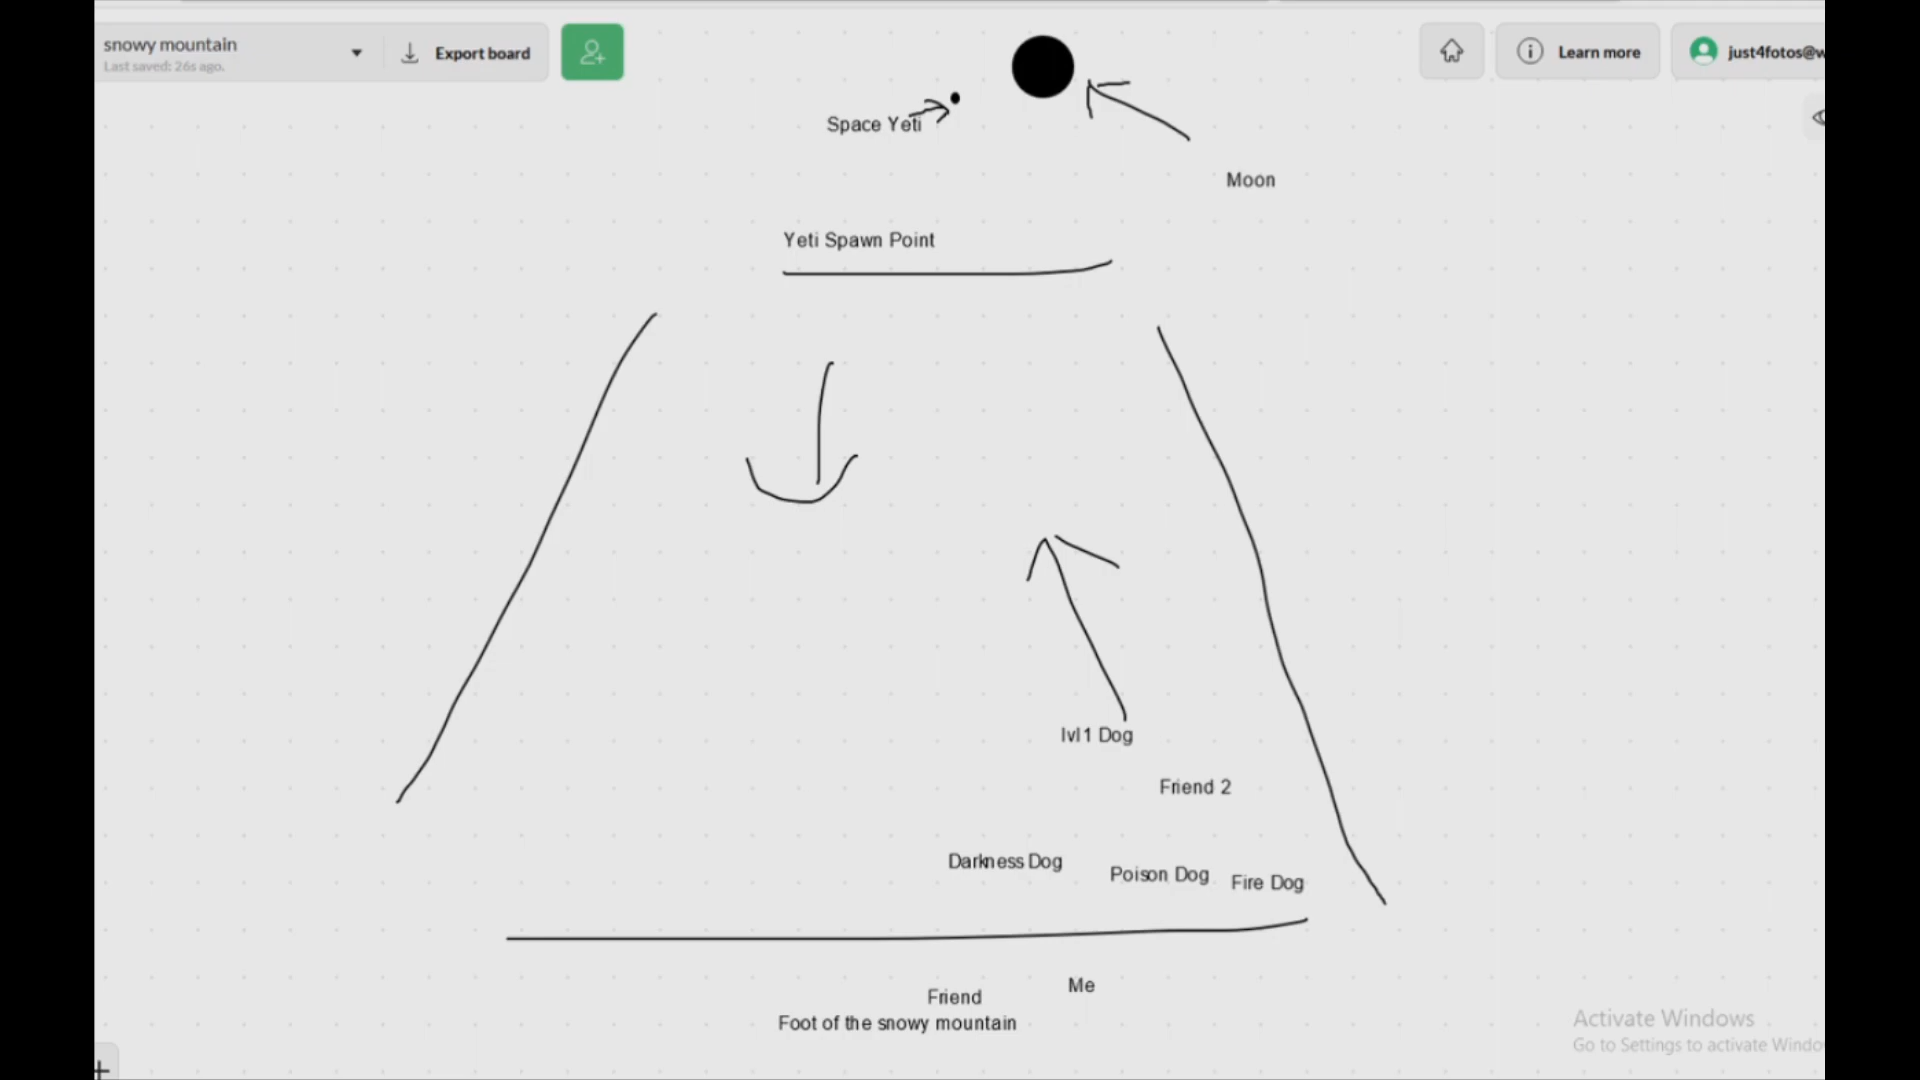 snowy mountain
Last saved: 26s ago.
Export board
Learn more
just4fotos@w
Space Yeti
Moon
Yeti Spawn Point
lvl1 Dog
Friend 2
Darkness Dog
Poison Dog
Fire Dog
Me
Friend
Foot of the snowy mountain
Activate Windows
Go to Settings to activate Windo